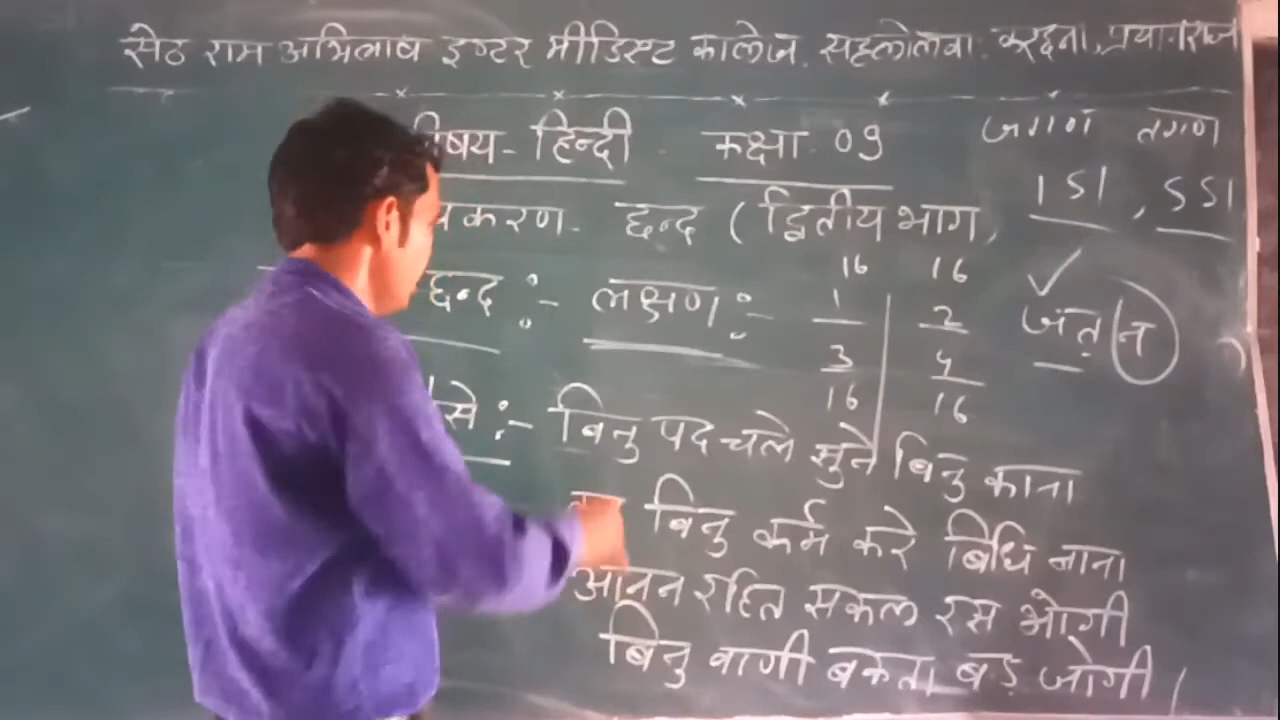 सेठ राम अभिलाष इण्टर मीडिएट कालेज. सहलोलवा. करछना, प्रयागराज
विषय - हिन्दी कक्षा 09 जगण तगण
प्रकरण - छन्द ( द्वितीय भाग, ISI, SSI
छन्द :- लक्षण :-
16 16
1 2
3 4
16 16
जत् न
से :- बिनु पद चले सुने बिनु काना
बिनु कर्म करे बिधि नाना
आनन रहित सकल रस भोगी
बिनु वाणी बकता बड़ जोगी।